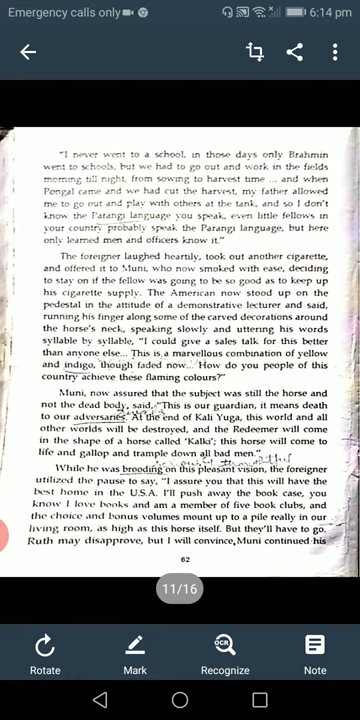 Emergency calls only
6:14 pm
"I never went to a school, in those days only Brahmin
went to schools, but we had to go out and work in the fields
morning till night, from sowing to harvest time ... and when
Pongal came and we had cut the harvest, my father allowed
me to go out and play with others at the tank, and so I don't
know the Parangi language you speak, even little fellows in
your country probably speak the Parangi language, but here
only learned men and officers know it."
The foreigner laughed heartily, took out another cigarette,
and offered it to Muni, who now smoked with ease, deciding
to stay on if the fellow was going to be so good as to keep up
his cigarette supply. The American now stood up on the
pedestal in the attitude of a demonstrative lecturer and said,
running his finger along some of the carved decorations around
the horse's neck, speaking slowly and uttering his words
syllable by syllable, "I could give a sales talk for this better
than anyone else... This is a marvellous combination of yellow
and indigo, though faded now... How do you people of this
country achieve these flaming colours?"
Muni, now assured that the subject was still the horse and
not the dead body, said, "This is our guardian, it means death
to our adversaries. At the end of Kali Yuga, this world and all
other worlds will be destroyed, and the Redeemer will come
in the shape of a horse called 'Kalki'; this horse will come to
life and gallop and trample down all bad men."
thoughtful
While he was brooding on this pleasant vision, the foreigner
utilized the pause to say, "I assure you that this will have the
best home in the U.S.A. I'll push away the book case, you
know I love books and am a member of five book clubs, and
the choice and bonus volumes mount up to a pile really in our
living room, as high as this horse itself. But they'll have to go.
Ruth may disapprove, but I will convince, Muni continued his
62
11/16
OCR
Rotate
Mark
Recognize
Note